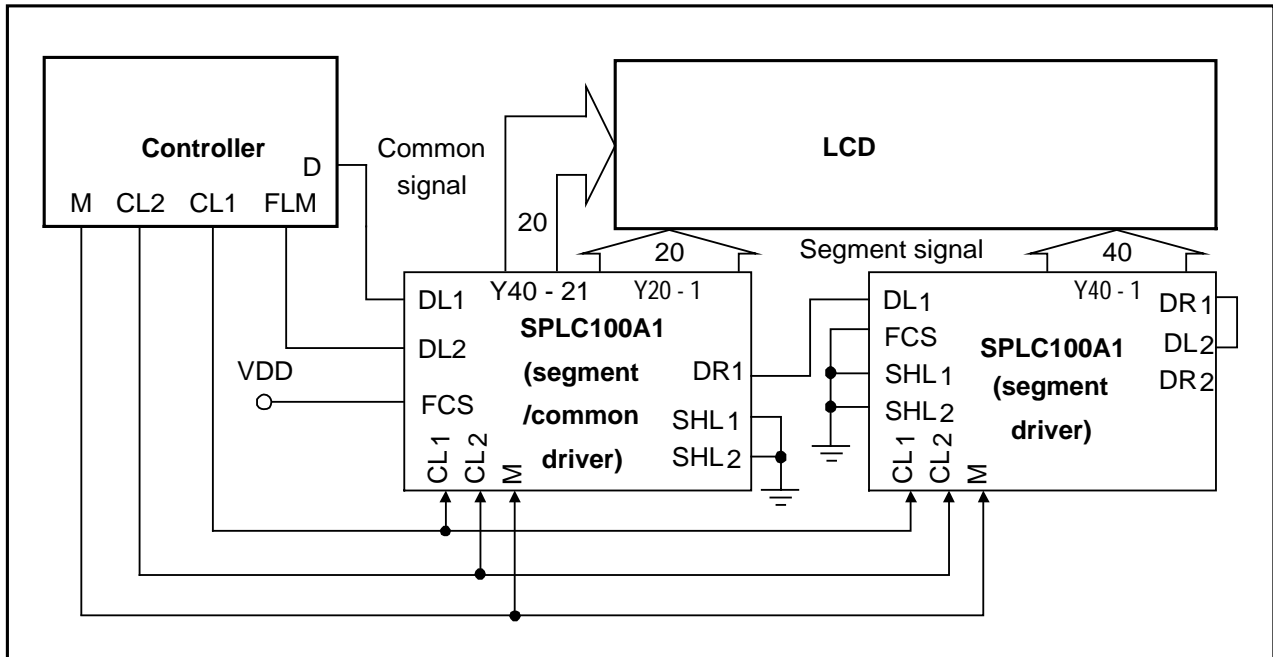 Controller
D
M CL2 CL1 FLM
Common
signal
20
LCD
20
Segment signal
40
DL1
DL2
VDD
FCS
Y40 - 21
Y20 - 1
SPLC100A1
(segment
/common
driver)
DR1
SHL1
SHL2
CL1
CL2
M
DL1
FCS
SHL1
SHL2
Y40 - 1
SPLC100A1
(segment
driver)
DR1
DL2
DR2
CL1
CL2
M